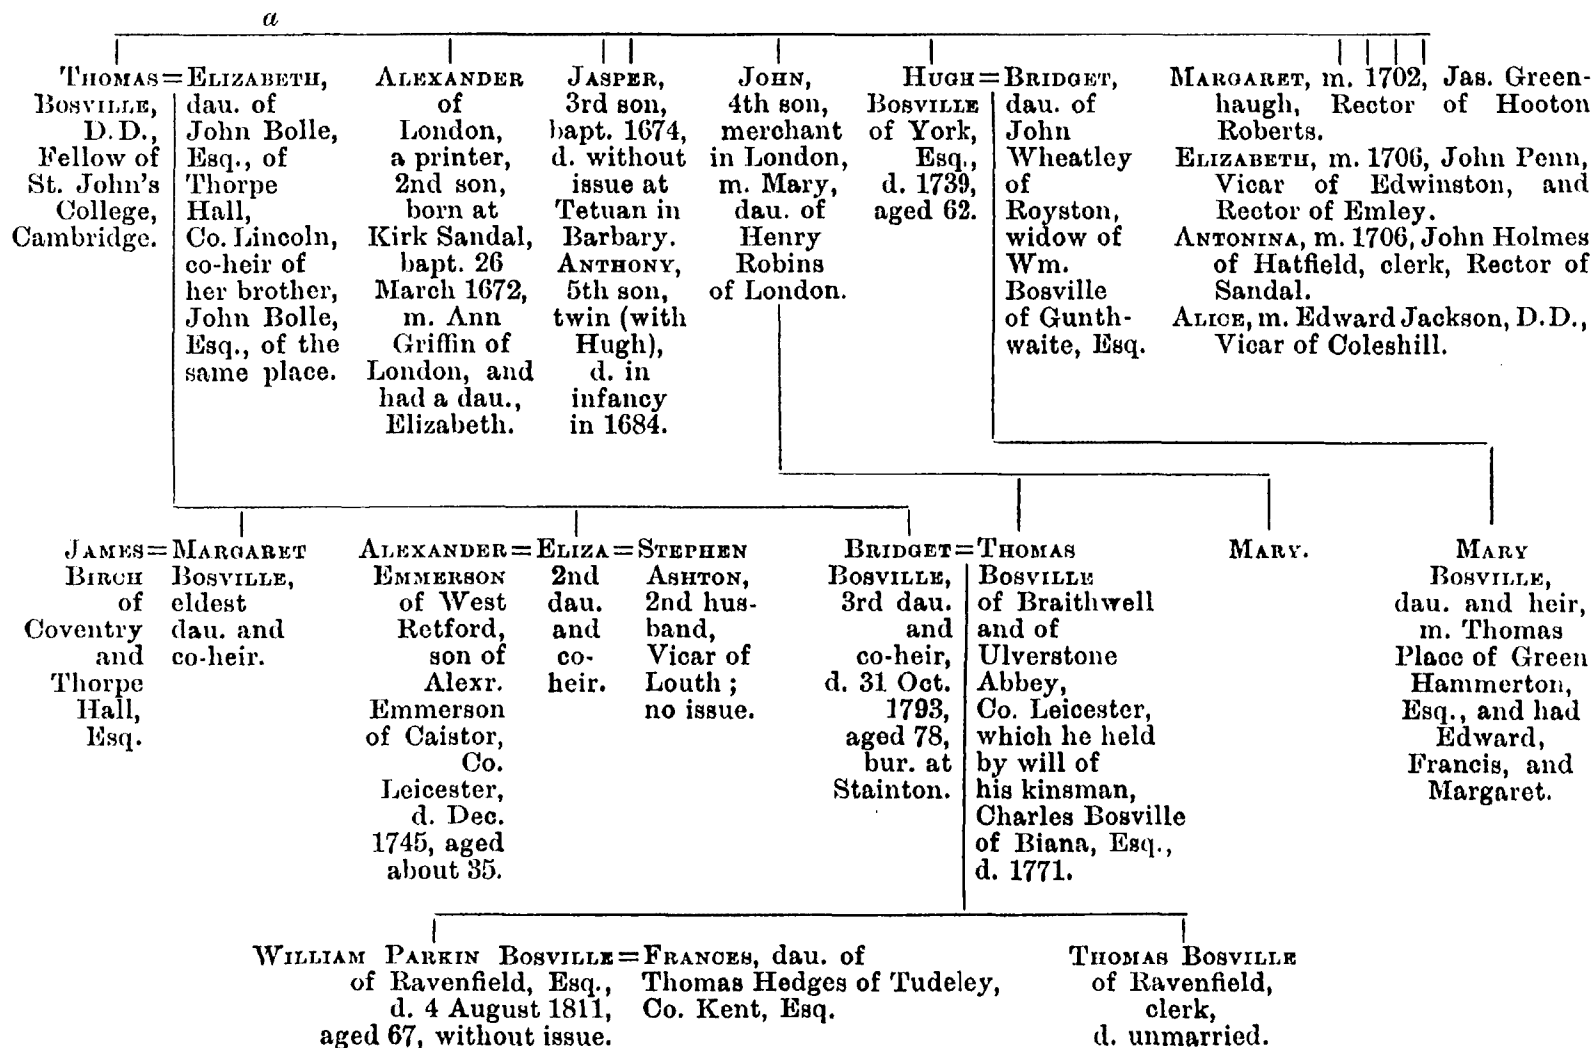 a
THOMAS = ELIZABETH,
BOSVILLE, dau. of
D.D., John Bolle,
Fellow of Esq., of
St. John's Thorpe
College, Hall,
Cambridge. Co. Lincoln,
co-heir of
her brother,
John Bolle,
Esq., of the
same place.
ALEXANDER
of
London,
a printer,
2nd son,
born at
Kirk Sandal,
bapt. 26
March 1672,
m. Ann
Griffin of
London, and
had a dau.,
Elizabeth.
JASPER,
3rd son,
bapt. 1674,
d. without
issue at
Tetuan in
Barbary.
ANTHONY,
5th son,
twin (with
Hugh),
d. in
infancy
in 1684.
JOHN,
4th son,
merchant
in London,
m. Mary,
dau. of
Henry
Robins
of London.
HUGH = BRIDGET,
BOSVILLE dau. of
of York, John
Esq., Wheatley
d. 1739, of
aged 62. Royston,
widow of
Wm.
Bosville
of Gunth-
waite, Esq.
MARGARET, m. 1702, Jas. Green-
haugh, Rector of Hooton
Roberts.
ELIZABETH, m. 1706, John Penn,
Vicar of Edwinston, and
Rector of Emley.
ANTONINA, m. 1706, John Holmes
of Hatfield, clerk, Rector of
Sandal.
ALICE, m. Edward Jackson, D.D.,
Vicar of Coleshill.
JAMES = MARGARET
BIRCH BOSVILLE,
of eldest
Coventry dau. and
and co-heir.
Thorpe
Hall,
Esq.
ALEXANDER = ELIZA = STEPHEN
EMMERSON 2nd ASHTON,
of West dau. 2nd hus-
Retford, and band,
son of co- Vicar of
Alexr. heir. Louth;
Emmerson no issue.
of Caistor,
Co.
Leicester,
d. Dec.
1745, aged
about 35.
BRIDGET = THOMAS
BOSVILLE, BOSVILLE
3rd dau. of Braithwell
and and of
co-heir, Ulverstone
d. 31 Oct. Abbey,
1793, Co. Leicester,
aged 78, which he held
bur. at by will of
Stainton. his kinsman,
Charles Bosville
of Biana, Esq.,
d. 1771.
MARY.
MARY
BOSVILLE,
dau. and heir,
m. Thomas
Place of Green
Hammerton,
Esq., and had
Edward,
Francis, and
Margaret.
WILLIAM PARKIN BOSVILLE = FRANCES, dau. of
of Ravenfield, Esq., Thomas Hedges of Tudeley,
d. 4 August 1811, Co. Kent, Esq.
aged 67, without issue.
THOMAS BOSVILLE
of Ravenfield,
clerk,
d. unmarried.